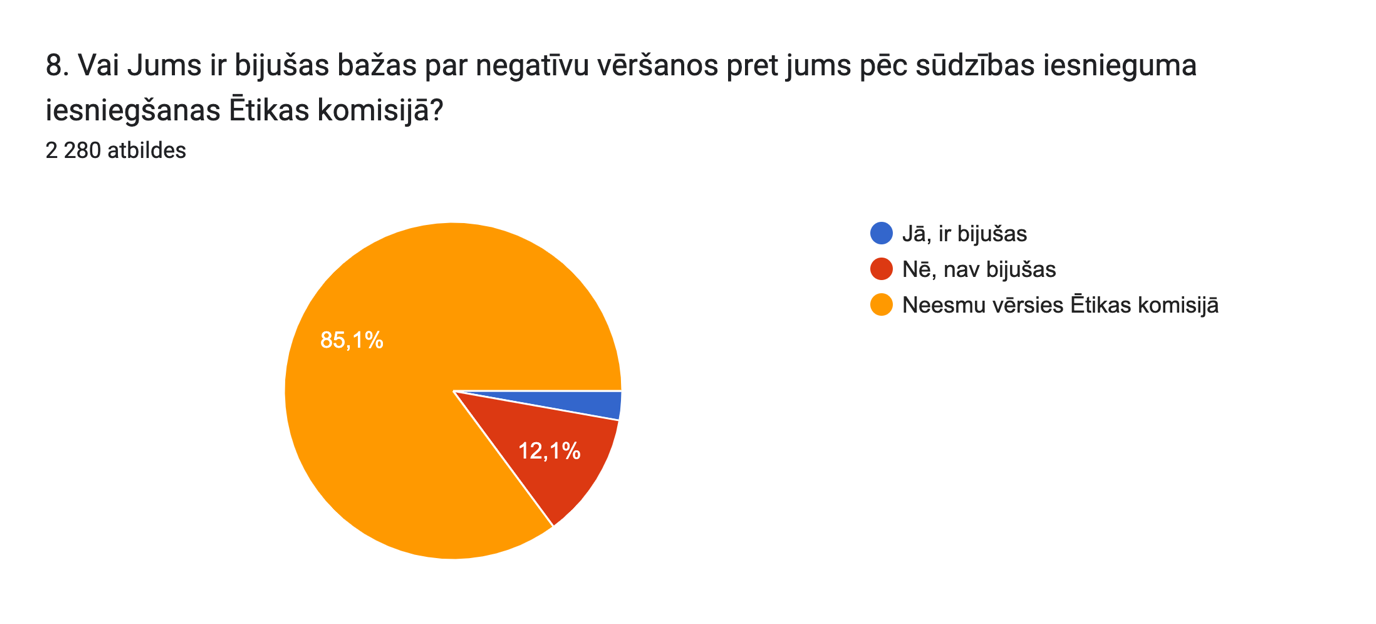 8. Vai Jums ir bijušas bažas par negatīvu vēršanos pret jums pēc sūdzības iesnieguma
iesniegšanas Ētikas komisijā?
2 280 atbildes
Jā, ir bijušas
Nē, nav bijušas
Neesmu vērsies Ētikas komisijā
85,1%
12,1%